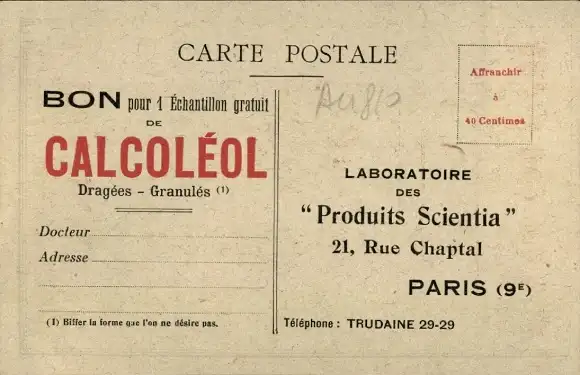 CARTE POSTALE
BON pour 1 Échantillon gratuit
DE
CALCOLÉOL
Dragées - Granulés (1)
Docteur
Adresse
(1) Biffer la forme que l'on ne désire pas.
Affranchir
à
40 Centimes
LABORATOIRE
DES
"Produits Scientia"
21, Rue Chaptal
PARIS (9E)
Téléphone : TRUDAINE 29-29